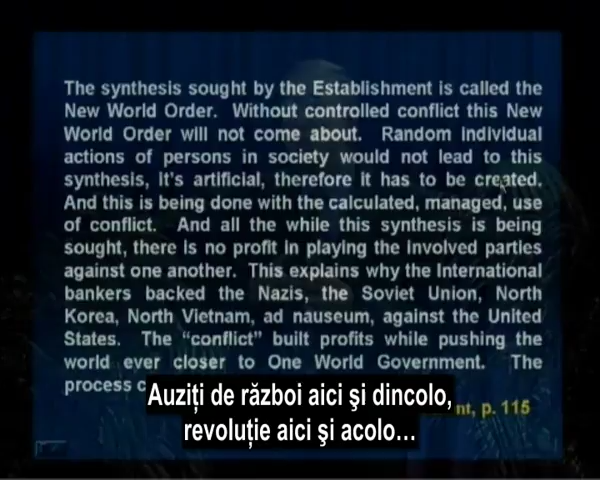 The synthesis sought by the Establishment is called the
New World Order. Without controlled conflict this New
World Order will not come about. Random individual
actions of persons in society would not lead to this
synthesis, it's artificial, therefore it has to be created.
And this is being done with the calculated, managed, use
of conflict. And all the while this synthesis is being
sought, there is no profit in playing the involved parties
against one another. This explains why the International
bankers backed the Nazis, the Soviet Union, North
Korea, North Vietnam, ad nauseum, against the United
States. The “conflict” built profits while pushing the
world ever closer to One World Government. The
process c
nt, p. 115
Auziți de război aici şi dincolo,
revoluție aici şi acolo…